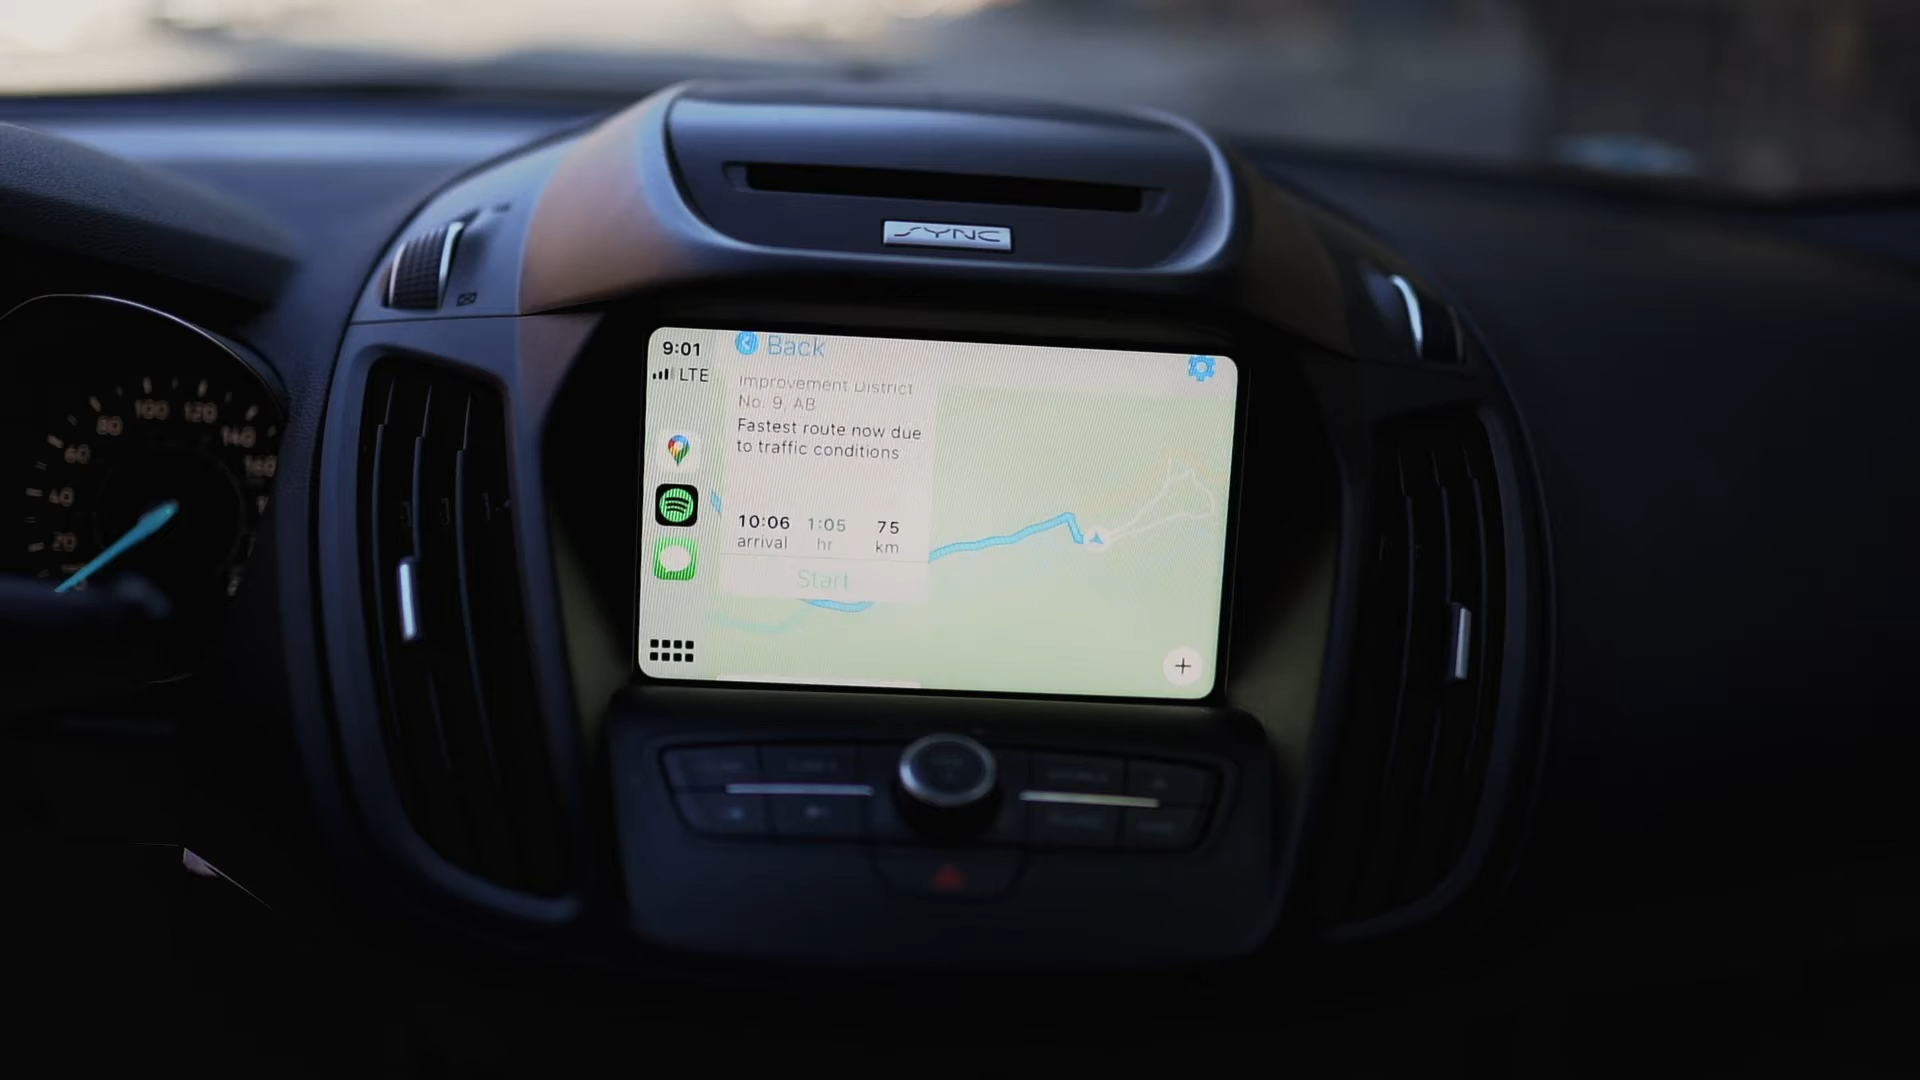 SYNC
9:01
LTE
Back
Improvement District
No. 9, AB
Fastest route now due
to traffic conditions
10:06 1:05 75
arrival hr km
Start
+
100 120
80 140
60 160
40
20